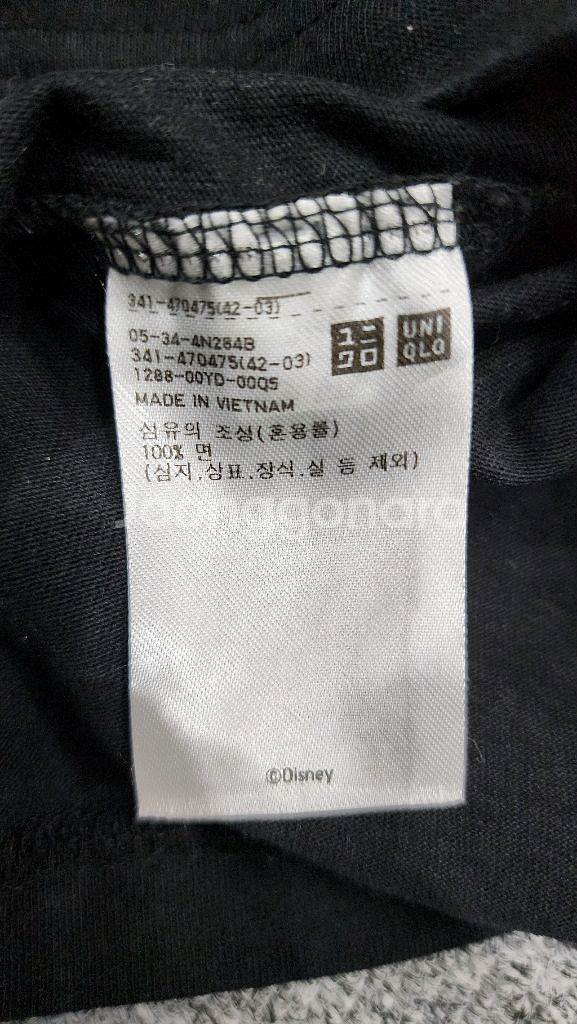 341-470475(42-03)
05-34-4N284B
341-470475(42-03)
1288-00YD-00QS
ユニ
クロ
UNI
QLO
MADE IN VIETNAM
섬유의 조성(혼용률)
100% 면
(심지,상표,장식,실 등 제외)
Joonggonara
©Disney